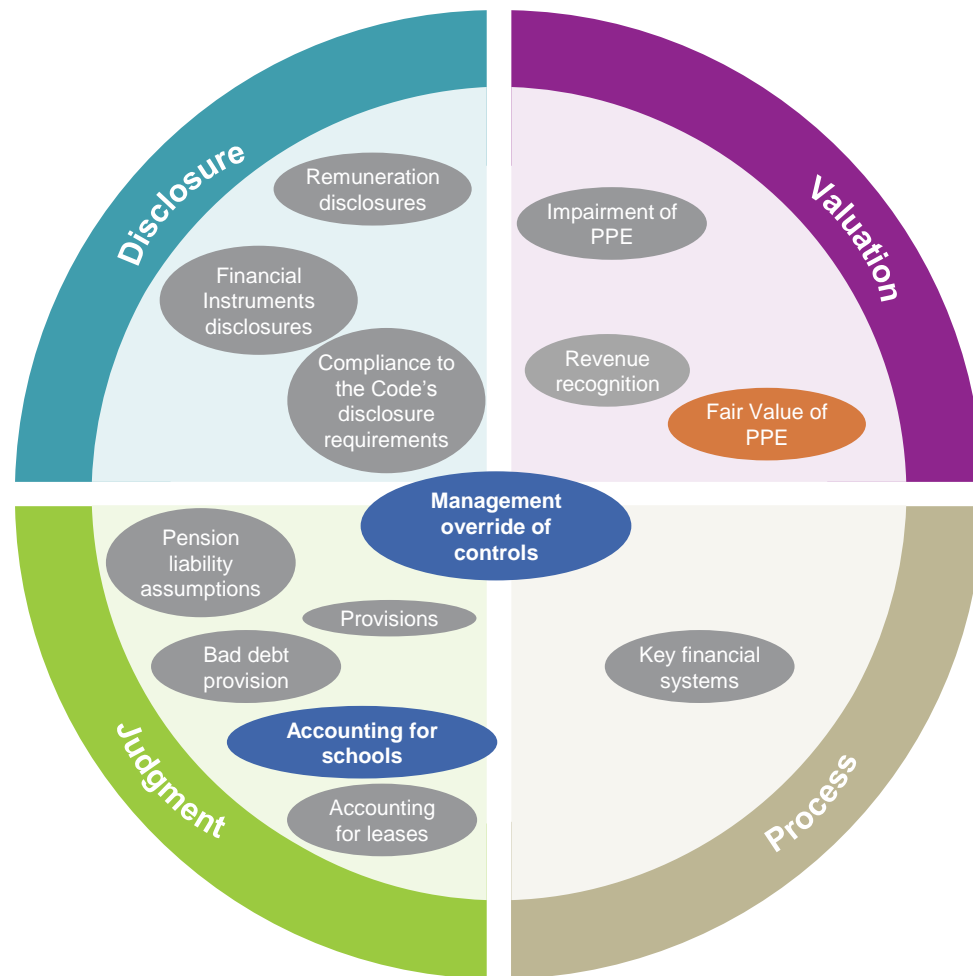 Disclosure
Remuneration
disclosures
Financial
Instruments
disclosures
Compliance to
the Code's
disclosure
requirements
Valuation
Impairment of
PPE
Revenue
recognition
Fair Value of
PPE
Management
override of
controls
Judgment
Pension
liability
assumptions
Provisions
Bad debt
provision
Accounting for
schools
Accounting
for leases
Process
Key financial
systems